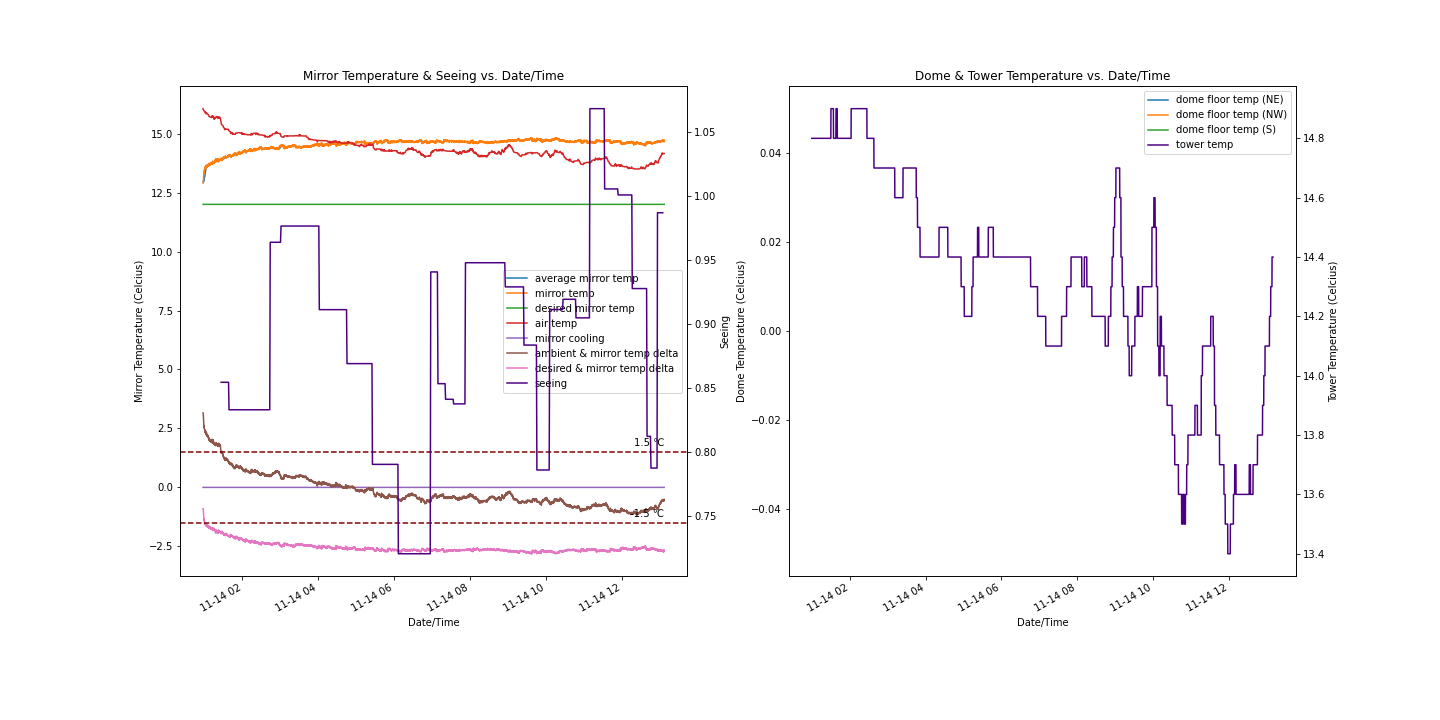 Mirror Temperature & Seeing vs. Date/Time
Mirror Temperature (Celcius)
15.0
12.5
10.0
7.5
5.0
2.5
0.0
−2.5
1.05
1.00
0.95
0.90
0.85
0.80
0.75
Seeing
average mirror temp
mirror temp
desired mirror temp
air temp
mirror cooling
ambient & mirror temp delta
desired & mirror temp delta
seeing
1.5 °C
-1.5 °C
11-14 02
11-14 04
11-14 06
11-14 08
11-14 10
11-14 12
Date/Time
Dome & Tower Temperature vs. Date/Time
Dome Temperature (Celcius)
0.04
0.02
0.00
−0.02
−0.04
dome floor temp (NE)
dome floor temp (NW)
dome floor temp (S)
tower temp
14.8
14.6
14.4
14.2
14.0
13.8
13.6
13.4
Tower Temperature (Celcius)
11-14 02
11-14 04
11-14 06
11-14 08
11-14 10
11-14 12
Date/Time